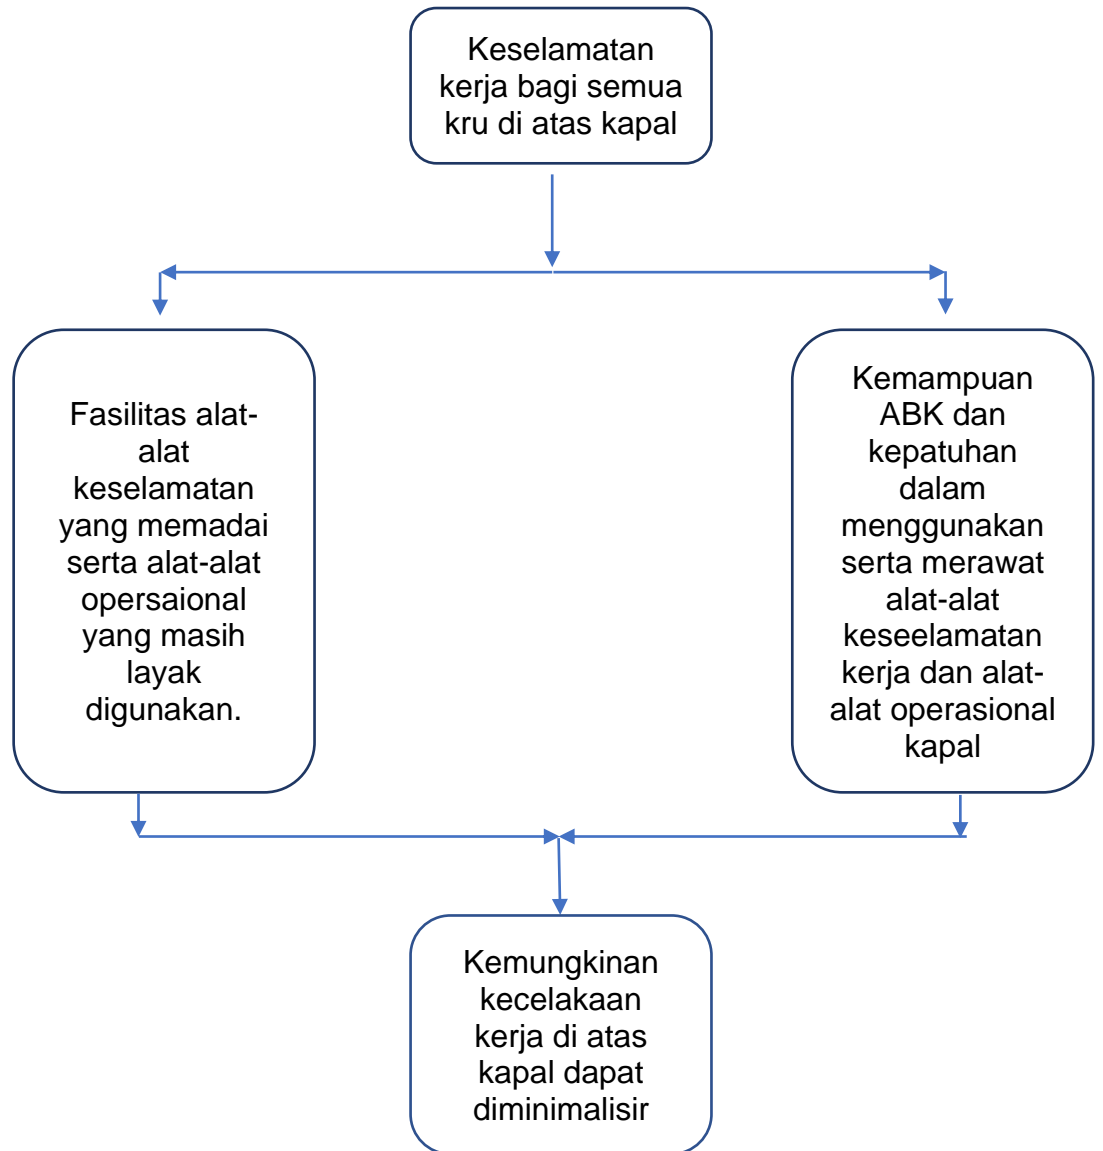 Keselamatan
kerja bagi semua
kru di atas kapal
Fasilitas alat-
alat
keselamatan
yang memadai
serta alat-alat
opersaional
yang masih
layak
digunakan.
Kemampuan
ABK dan
kepatuhan
dalam
menggunakan
serta merawat
alat-alat
keseelamatan
kerja dan alat-
alat operasional
kapal
Kemungkinan
kecelakaan
kerja di atas
kapal dapat
diminimalisir